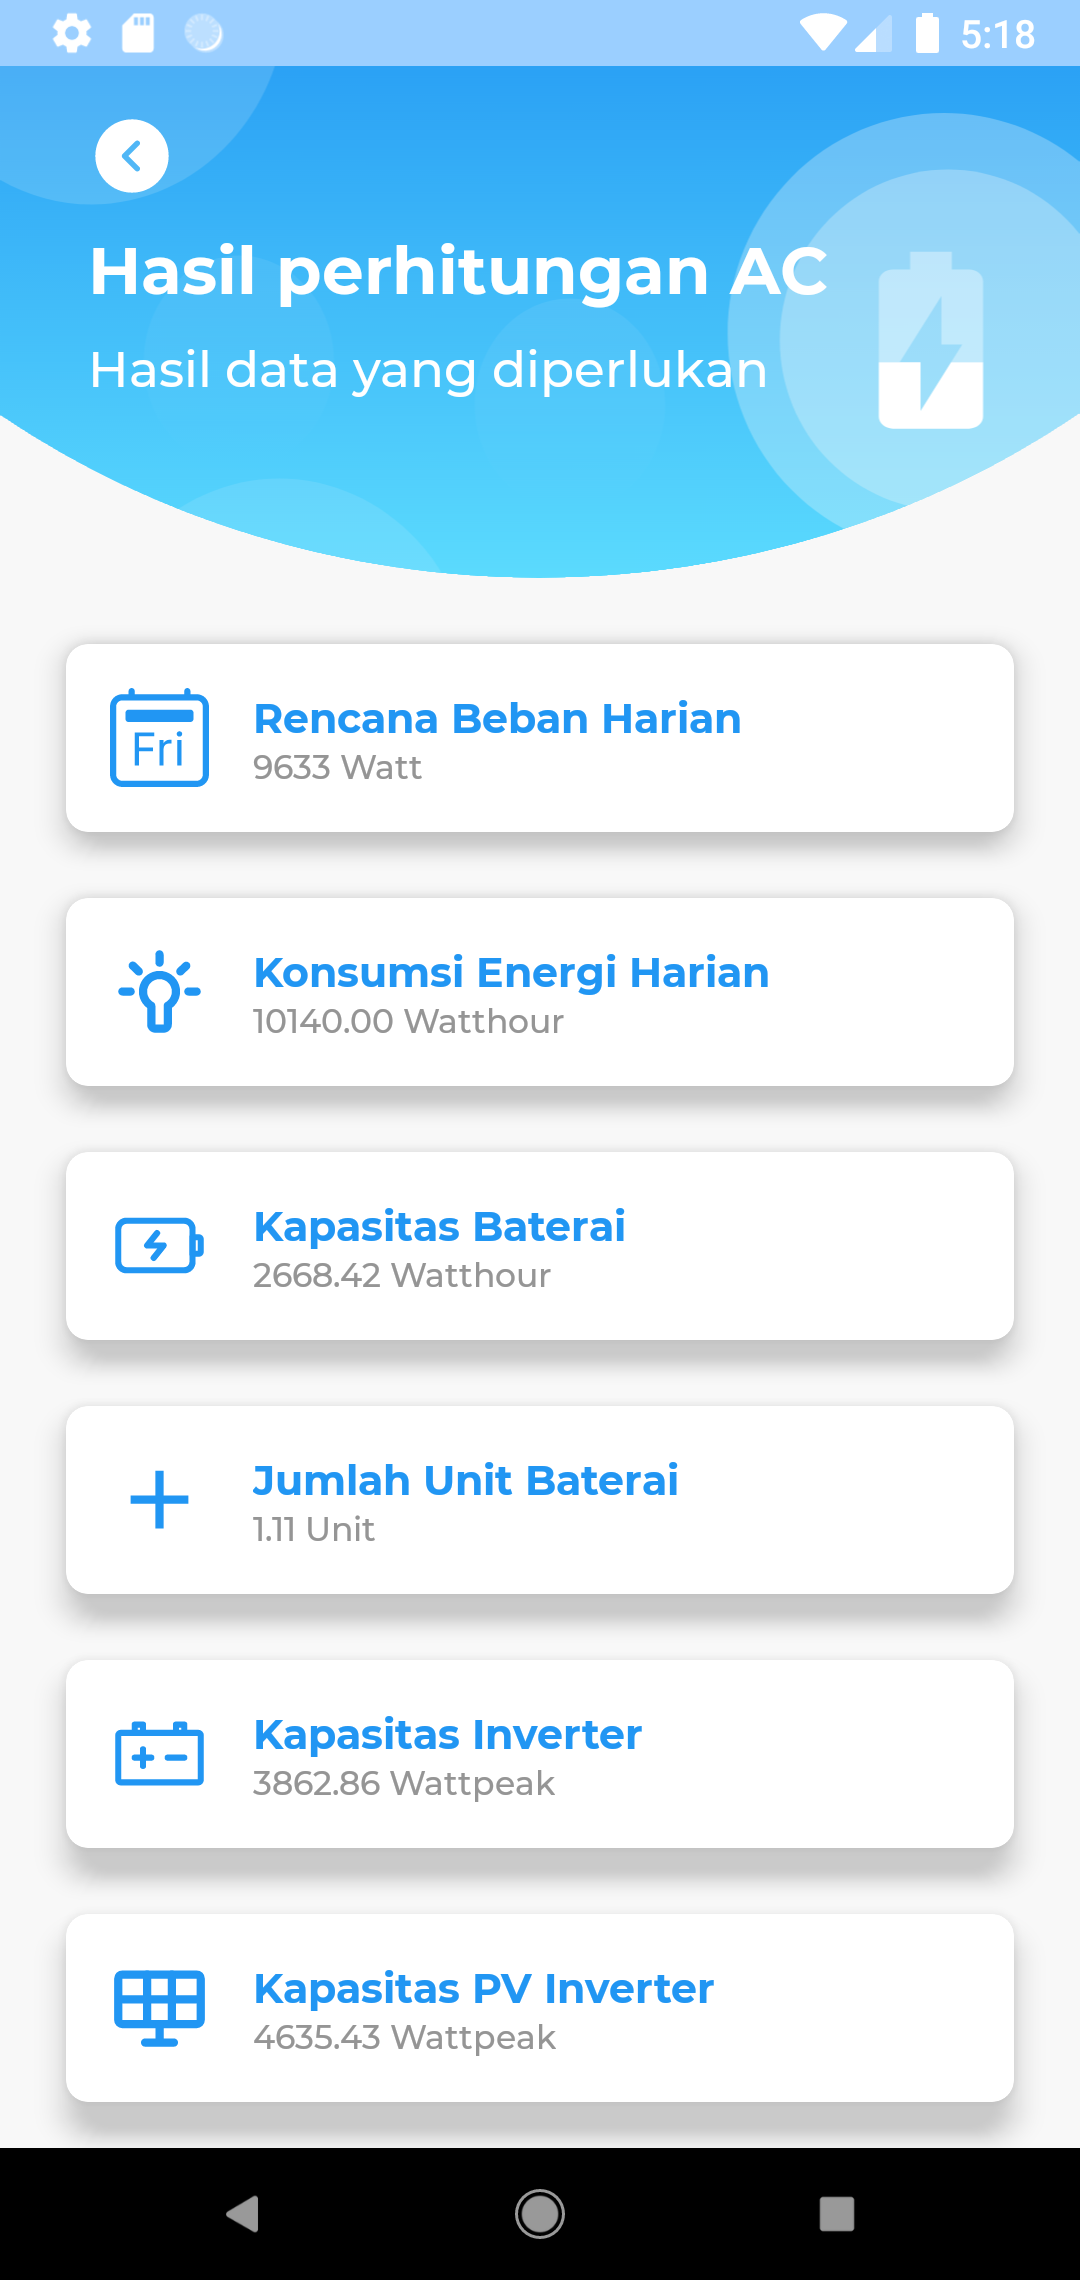 5:18
Hasil perhitungan AC
Hasil data yang diperlukan
Fri
Rencana Beban Harian
9633 Watt
Konsumsi Energi Harian
10140.00 Watthour
Kapasitas Baterai
2668.42 Watthour
Jumlah Unit Baterai
1.11 Unit
Kapasitas Inverter
3862.86 Wattpeak
Kapasitas PV Inverter
4635.43 Wattpeak